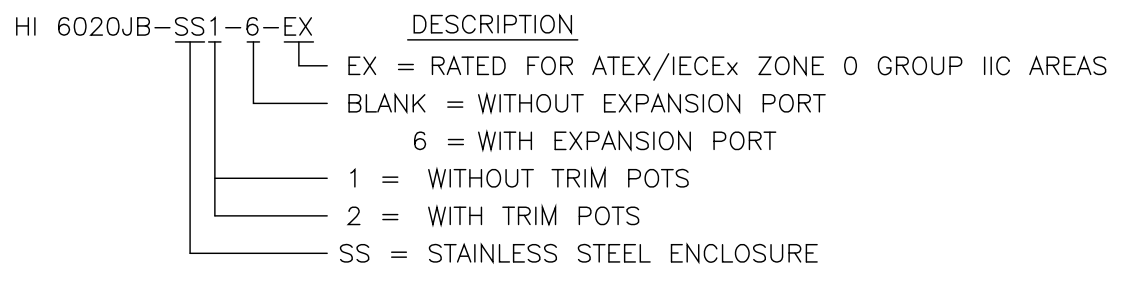 HI 6020JB-SS1-6-EX DESCRIPTION
EX = RATED FOR ATEX/IECEx ZONE 0 GROUP IIC AREAS
BLANK = WITHOUT EXPANSION PORT
6 = WITH EXPANSION PORT
1 = WITHOUT TRIM POTS
2 = WITH TRIM POTS
SS = STAINLESS STEEL ENCLOSURE